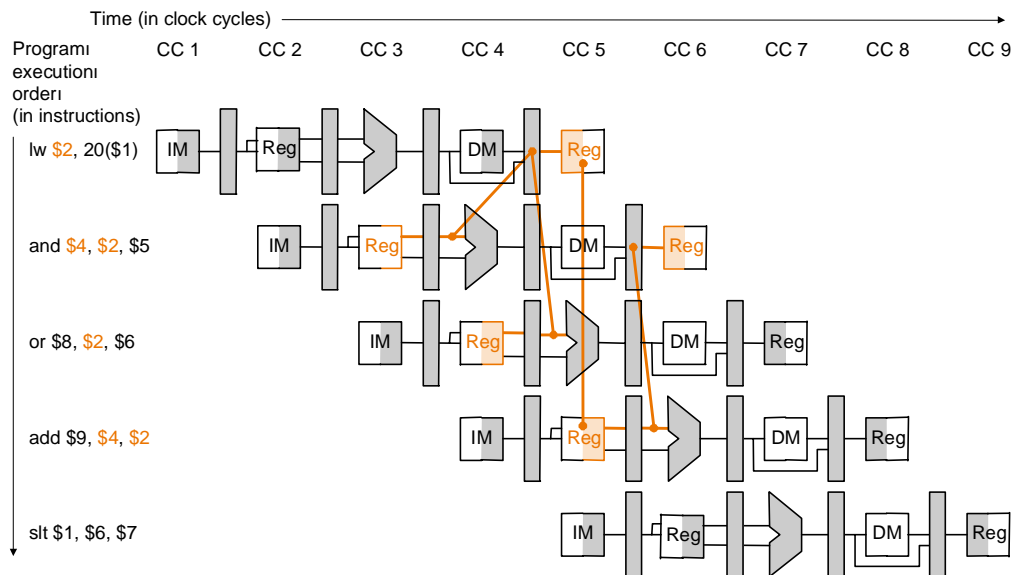 Time (in clock cycles)
Programı
executionı
orderı
(in instructions)
CC 1 CC 2 CC 3 CC 4 CC 5 CC 6 CC 7 CC 8 CC 9
lw $2, 20($1) IM Reg DM Reg
and $4, $2, $5 IM Reg DM Reg
or $8, $2, $6 IM Reg DM Reg
add $9, $4, $2 IM Reg DM Reg
slt $1, $6, $7 IM Reg DM Reg